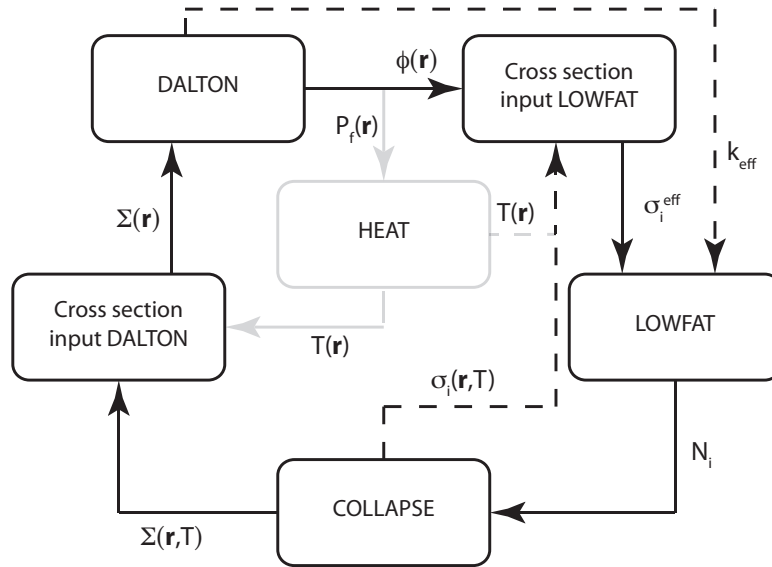 DALTON
ϕ(r)
Cross section
input LOWFAT
P_f(r)
k_eff
HEAT
T(r)
σ_i^eff
Σ(r)
Cross section
input DALTON
LOWFAT
T(r)
σ_i(r,T)
N_i
COLLAPSE
Σ(r,T)